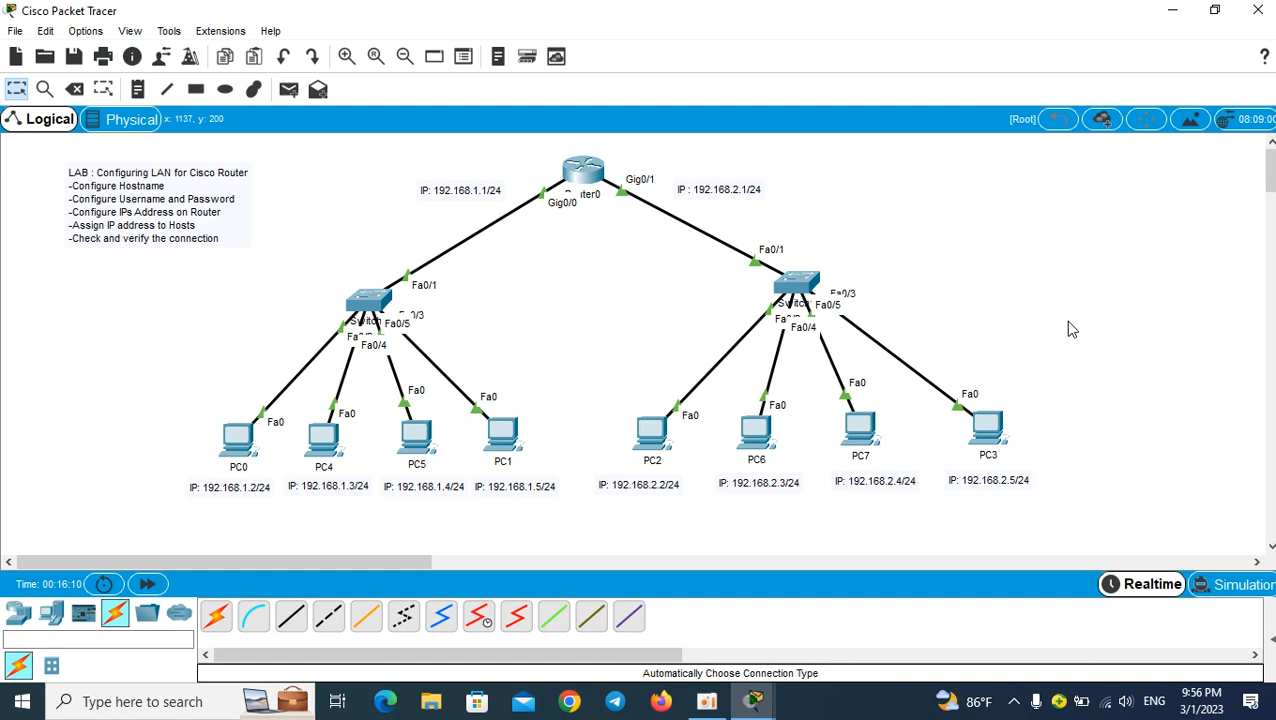 Cisco Packet Tracer
File Edit Options View Tools Extensions Help
?
Logical Physical x: 1137, y: 200 [Root] 08:09:00
LAB : Configuring LAN for Cisco Router
-Configure Hostname
-Configure Username and Password
-Configure IPs Address on Router
-Assign IP address to Hosts
-Check and verify the connection
IP: 192.168.1.1/24
Gig0/0
Gig0/1
IP : 192.168.2.1/24
Fa0/1
Fa0/1
Fa0/5
Fa0/4
Fa0/5
Fa0/4
Fa0 Fa0 Fa0 Fa0 Fa0 Fa0 Fa0 Fa0
PC0 PC4 PC5 PC1 PC2 PC6 PC7 PC3
IP: 192.168.1.2/24 IP: 192.168.1.3/24 IP: 192.168.1.4/24 IP: 192.168.1.5/24 IP: 192.168.2.2/24 IP: 192.168.2.3/24 IP: 192.168.2.4/24 IP: 192.168.2.5/24
Time: 00:16:10 Realtime Simulation
Automatically Choose Connection Type
Type here to search 86°F ENG 9:56 PM
3/1/2023